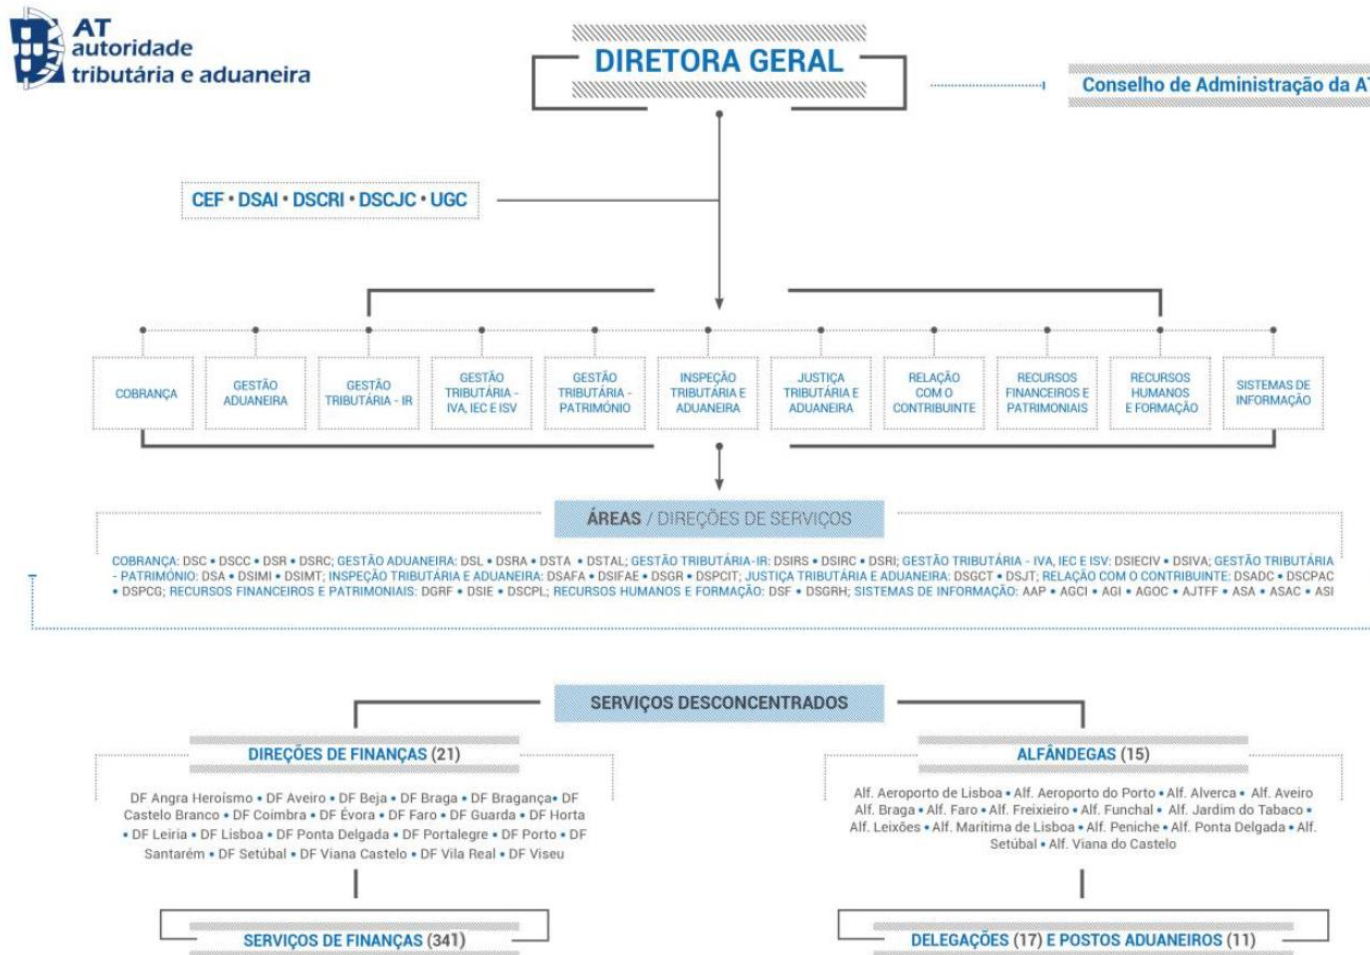 AT
autoridade
tributária e aduaneira
DIRETORA GERAL
Conselho de Administração da AT
CEF • DSAI • DSCRI • DSCJC • UGC
COBRANÇA
GESTÃO
ADUANEIRA
GESTÃO
TRIBUTÁRIA - IR
GESTÃO
TRIBUTÁRIA -
IVA, IEC E ISV
GESTÃO
TRIBUTÁRIA -
PATRIMÓNIO
INSPEÇÃO
TRIBUTÁRIA E
ADUANEIRA
JUSTIÇA
TRIBUTÁRIA E
ADUANEIRA
RELAÇÃO
COM O
CONTRIBUINTE
RECURSOS
FINANCEIROS E
PATRIMONIAIS
RECURSOS
HUMANOS
E FORMAÇÃO
SISTEMAS DE
INFORMAÇÃO
ÁREAS / DIREÇÕES DE SERVIÇOS
COBRANÇA: DSC • DSCC • DSR • DSRC; GESTÃO ADUANEIRA: DSL • DSRA • DSTA • DSTAL; GESTÃO TRIBUTÁRIA-IR: DSIRS • DSIRC • DSRI; GESTÃO TRIBUTÁRIA - IVA, IEC E ISV: DSIECIV • DSIVA; GESTÃO TRIBUTÁRIA
- PATRIMÓNIO: DSA • DSIMI • DSIMT; INSPEÇÃO TRIBUTÁRIA E ADUANEIRA: DSAFA • DSIFAE • DSGR • DSPCIT; JUSTIÇA TRIBUTÁRIA E ADUANEIRA: DSGCT • DSJT; RELAÇÃO COM O CONTRIBUINTE: DSADC • DSCPAC
• DSPCG; RECURSOS FINANCEIROS E PATRIMONIAIS: DGRF • DSIE • DSCPL; RECURSOS HUMANOS E FORMAÇÃO: DSF • DSGRH; SISTEMAS DE INFORMAÇÃO: AAP • AGCI • AGI • AGOC • AJTFF • ASA • ASAC • ASI
SERVIÇOS DESCONCENTRADOS
DIREÇÕES DE FINANÇAS (21)
DF Angra Heroísmo • DF Aveiro • DF Beja • DF Braga • DF Bragança• DF
Castelo Branco • DF Coimbra • DF Évora • DF Faro • DF Guarda • DF Horta
• DF Leiria • DF Lisboa • DF Ponta Delgada • DF Portalegre • DF Porto • DF
Santarém • DF Setúbal • DF Viana Castelo • DF Vila Real • DF Viseu
SERVIÇOS DE FINANÇAS (341)
ALFÂNDEGAS (15)
Alf. Aeroporto de Lisboa • Alf. Aeroporto do Porto • Alf. Alverca • Alf. Aveiro
Alf. Braga • Alf. Faro • Alf. Freixieiro • Alf. Funchal • Alf. Jardim do Tabaco •
Alf. Leixões • Alf. Marítima de Lisboa • Alf. Peniche • Alf. Ponta Delgada • Alf.
Setúbal • Alf. Viana do Castelo
DELEGAÇÕES (17) E POSTOS ADUANEIROS (11)